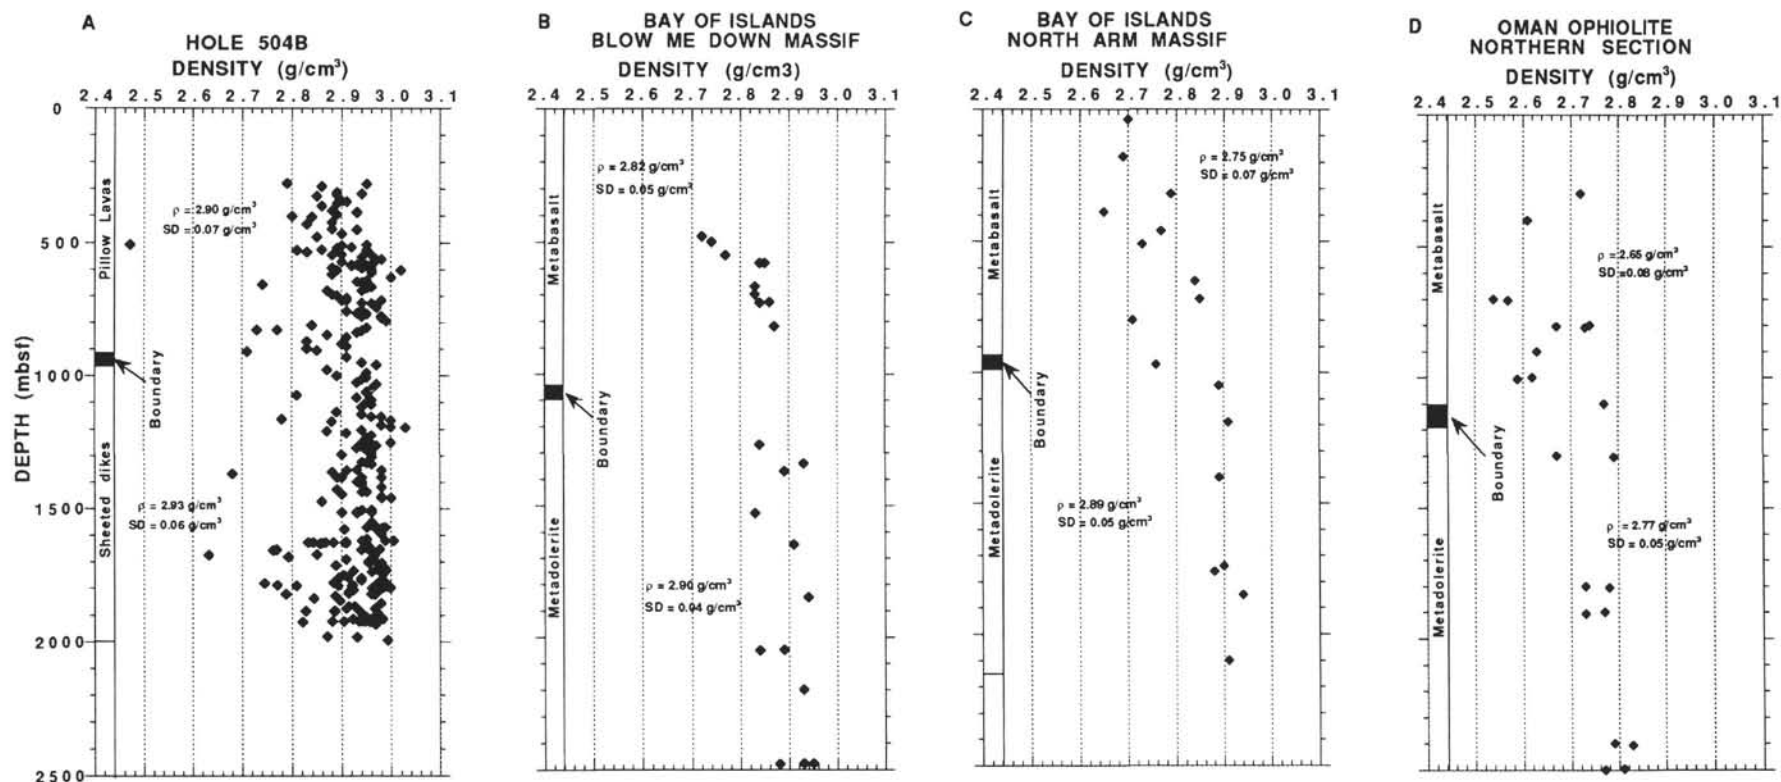 A
HOLE 504B
DENSITY (g/cm³)
2.4 2.5 2.6 2.7 2.8 2.9 3.0 3.1
0
500
1000
1500
2000
2500
DEPTH (mbsf)
Pillow Lavas
Sheeted dikes
Boundary
ρ = 2.90 g/cm³
SD = 0.07 g/cm³
ρ = 2.93 g/cm³
SD = 0.06 g/cm³
B
BAY OF ISLANDS
BLOW ME DOWN MASSIF
DENSITY (g/cm3)
2.4 2.5 2.6 2.7 2.8 2.9 3.1
Metabasalt
Metadolerite
Boundary
ρ = 2.82 g/cm³
SD = 0.05 g/cm³
ρ = 2.90 g/cm³
SD = 0.04 g/cm³
C
BAY OF ISLANDS
NORTH ARM MASSIF
DENSITY (g/cm³)
2.4 2.5 2.6 2.7 2.8 2.9 3.0 3.1
Metabasalt
Metadolerite
Boundary
ρ = 2.75 g/cm³
SD = 0.07 g/cm³
ρ = 2.89 g/cm³
SD = 0.05 g/cm³
D
OMAN OPHIOLITE
NORTHERN SECTION
DENSITY (g/cm³)
2.4 2.5 2.6 2.7 2.8 2.9 3.0 3.1
Metabasalt
Metadolerite
Boundary
ρ = 2.65 g/cm³
SD = 0.08 g/cm³
ρ = 2.77 g/cm³
SD = 0.05 g/cm³